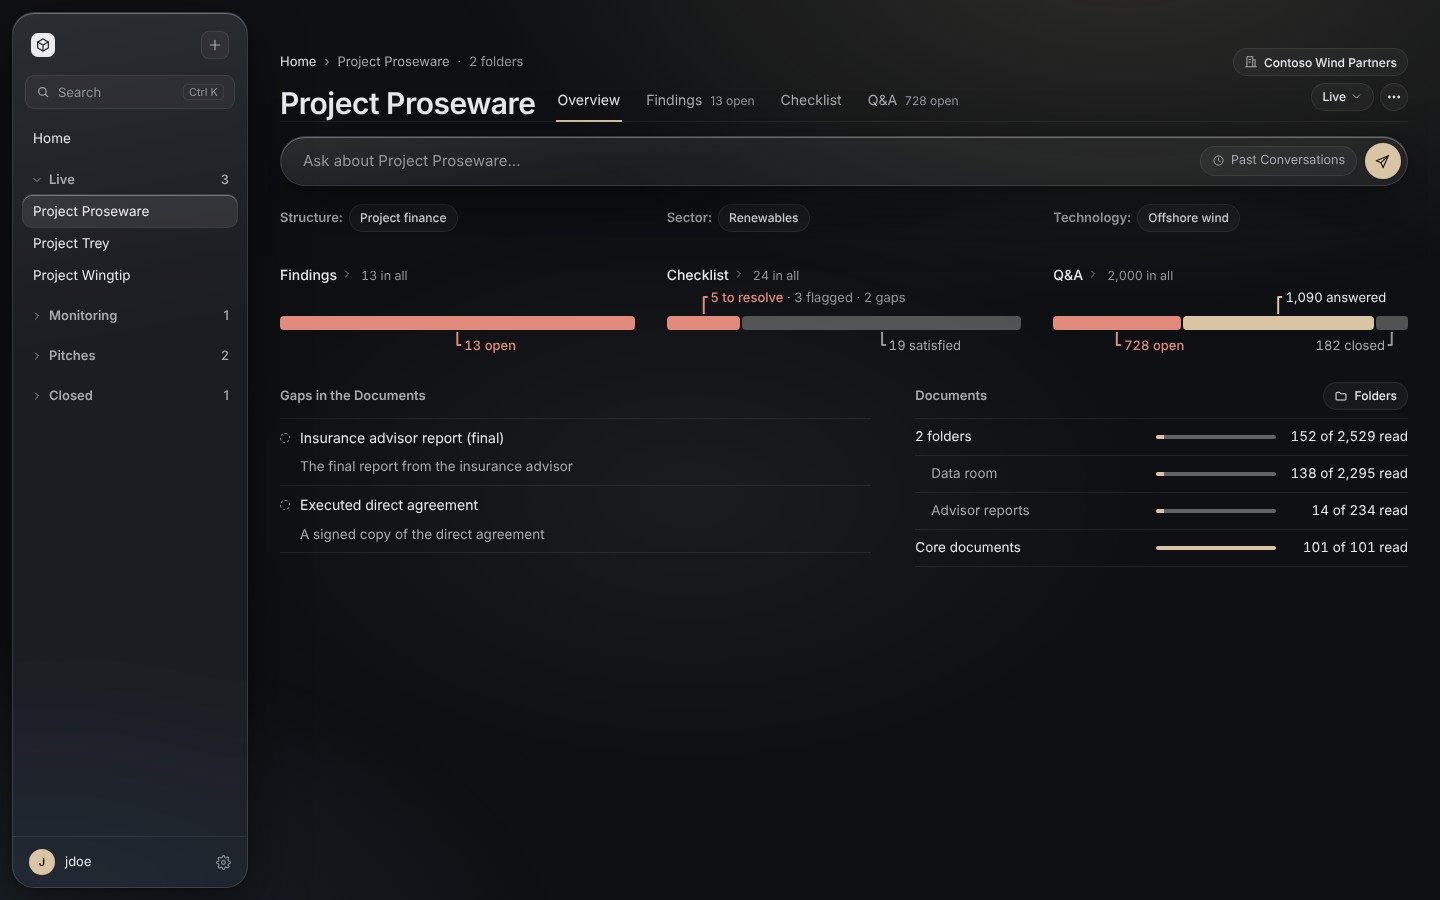 Search
Ctrl K
Home
Live 3
Project Proseware
Project Trey
Project Wingtip
Monitoring 1
Pitches 2
Closed 1
J jdoe
Home › Project Proseware · 2 folders
Contoso Wind Partners
Project Proseware
Overview
Findings 13 open
Checklist
Q&A 728 open
Live
Ask about Project Proseware...
Past Conversations
Structure: Project finance
Sector: Renewables
Technology: Offshore wind
Findings › 13 in all
13 open
Checklist › 24 in all
5 to resolve · 3 flagged · 2 gaps
19 satisfied
Q&A › 2,000 in all
1,090 answered
728 open
182 closed
Gaps in the Documents
Insurance advisor report (final)
The final report from the insurance advisor
Executed direct agreement
A signed copy of the direct agreement
Documents
Folders
2 folders 152 of 2,529 read
Data room 138 of 2,295 read
Advisor reports 14 of 234 read
Core documents 101 of 101 read